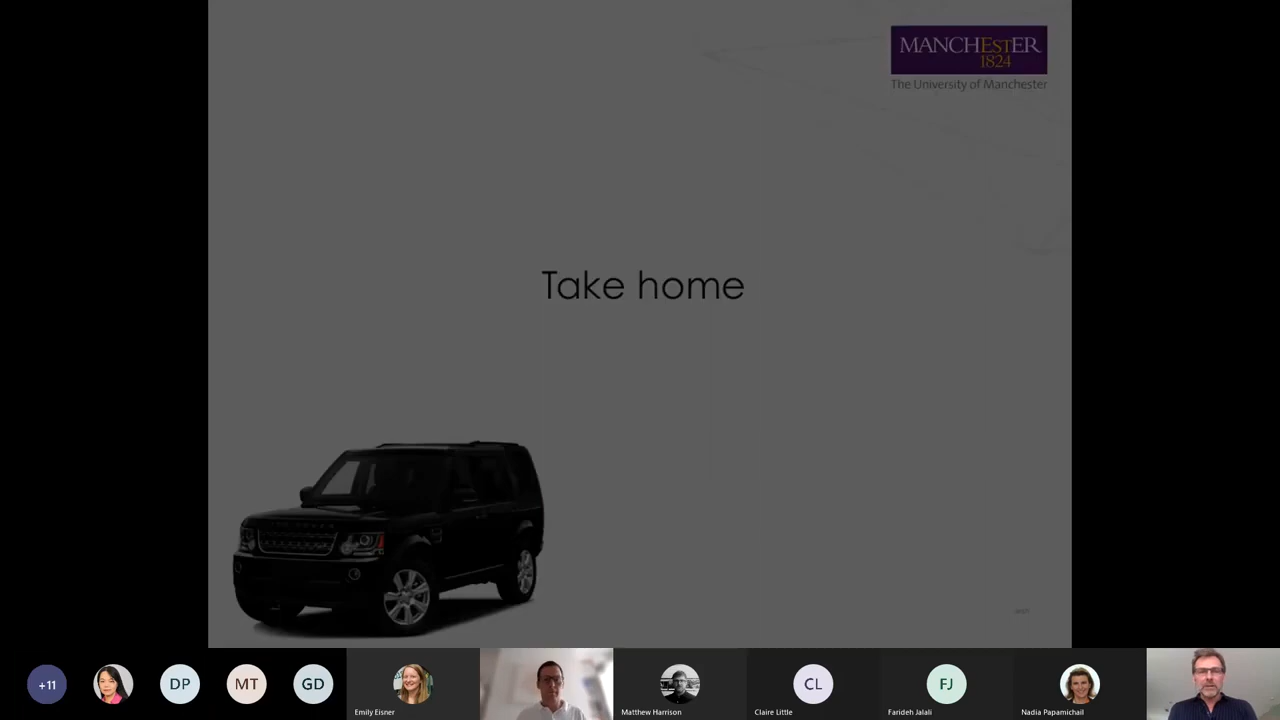 MANCHESTER
1824
The University of Manchester
Take home
+11
DP
MT
GD
Emily Eisner
Matthew Harrison
CL
Claire Little
FJ
Farideh Jalali
Nadia Papamichail